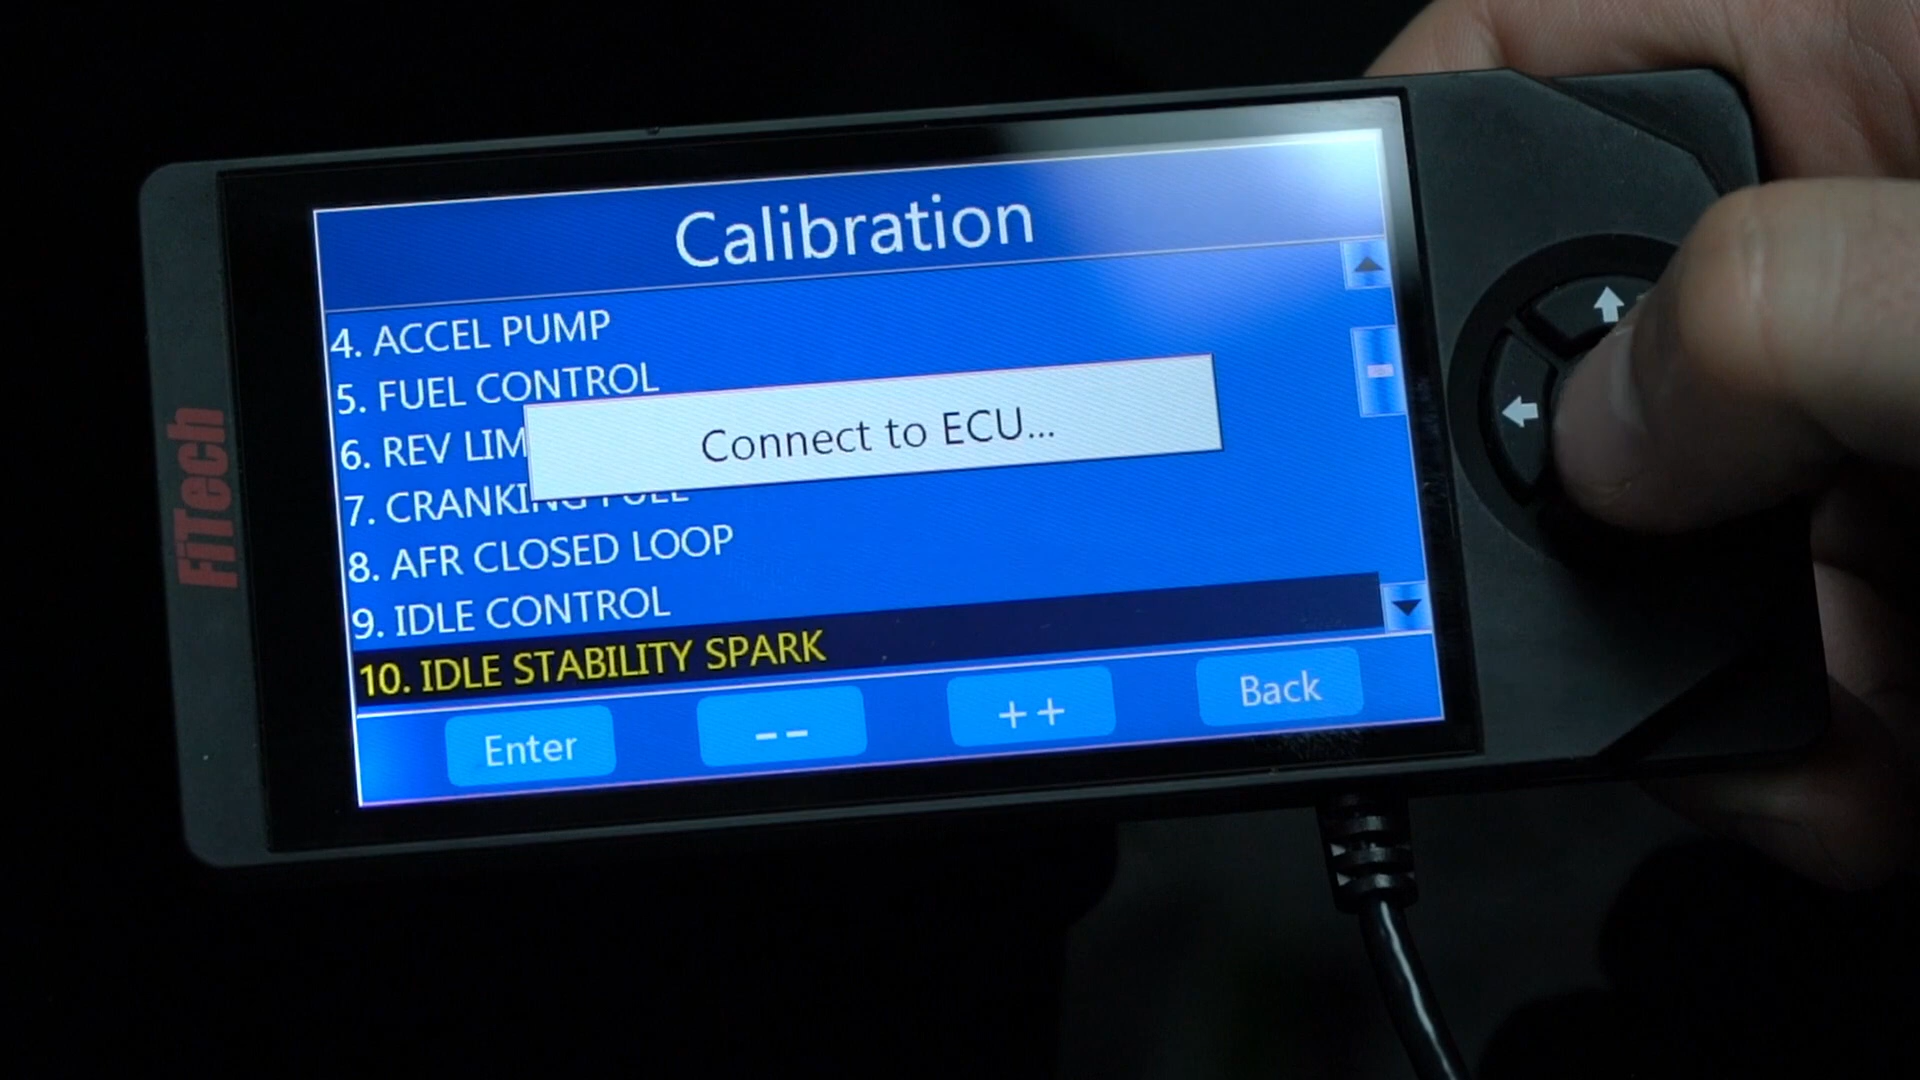 FiTech
Calibration
4. ACCEL PUMP
5. FUEL CONTROL
6. REV LIM
Connect to ECU...
7. CRANKING FUEL
8. AFR CLOSED LOOP
9. IDLE CONTROL
10. IDLE STABILITY SPARK
Enter
--
++
Back